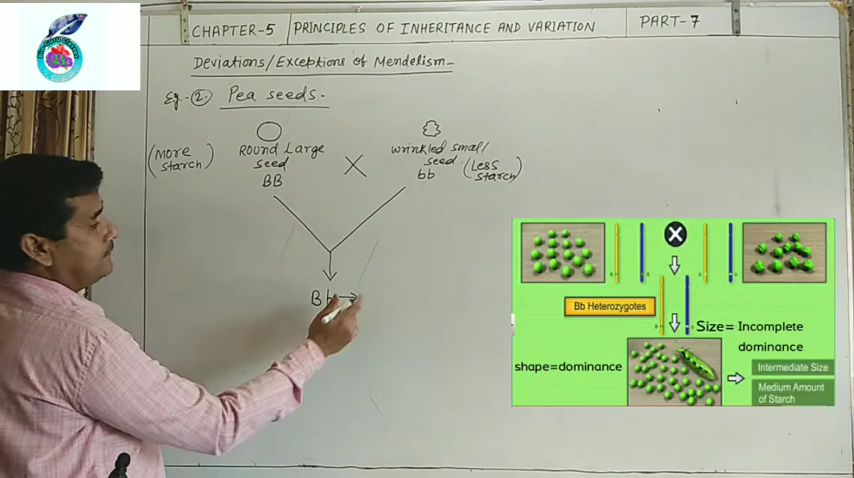 CHAPTER-5 PRINCIPLES OF INHERITANCE AND VARIATION PART-7
Deviations/Exceptions of Mendelism-
Eg-② Pea seeds-
(More starch)
Round Large
seed
BB
X
wrinkled small
seed
bb
(Less starch)
Bb →
X
Bb Heterozygotes
Size= Incomplete
dominance
shape=dominance
Intermediate Size
Medium Amount
of Starch